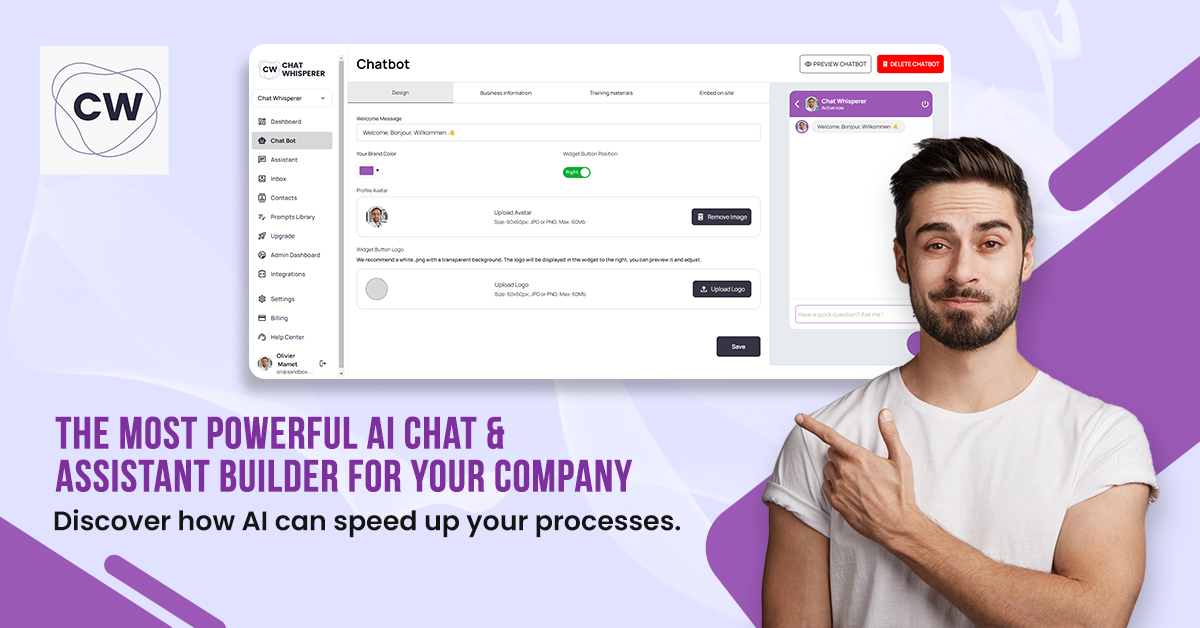 CW
CW CHAT
WHISPERER
Chat Whisperer
Dashboard
Chat Bot
Assistant
Inbox
Contacts
Prompts Library
Upgrade
Admin Dashboard
Integrations
Settings
Billing
Help Center
Olivier
Mamet
oli@sandbox....
Chatbot
PREVIEW CHATBOT
DELETE CHATBOT
Design
Business information
Training materials
Embed on site
Welcome Message
Welcome, Bonjour, Willkommen 👋
Your Brand Color
Widget Button Position
Right
Profile Avatar
Upload Avatar
Size: 60x60px; JPG or PNG; Max: 60Mb
Remove Image
Widget Button Logo
We recommend a white .png with a transparent background. The logo will be displayed in the widget to the right, you can preview it and adjust.
Upload Logo
Size: 60x60px; JPG or PNG; Max: 60Mb
Upload Logo
Save
Chat Whisperer
Active now
Welcome, Bonjour, Willkommen 👋
Have a quick question? Ask me !
THE MOST POWERFUL AI CHAT &
ASSISTANT BUILDER FOR YOUR COMPANY
Discover how AI can speed up your processes.